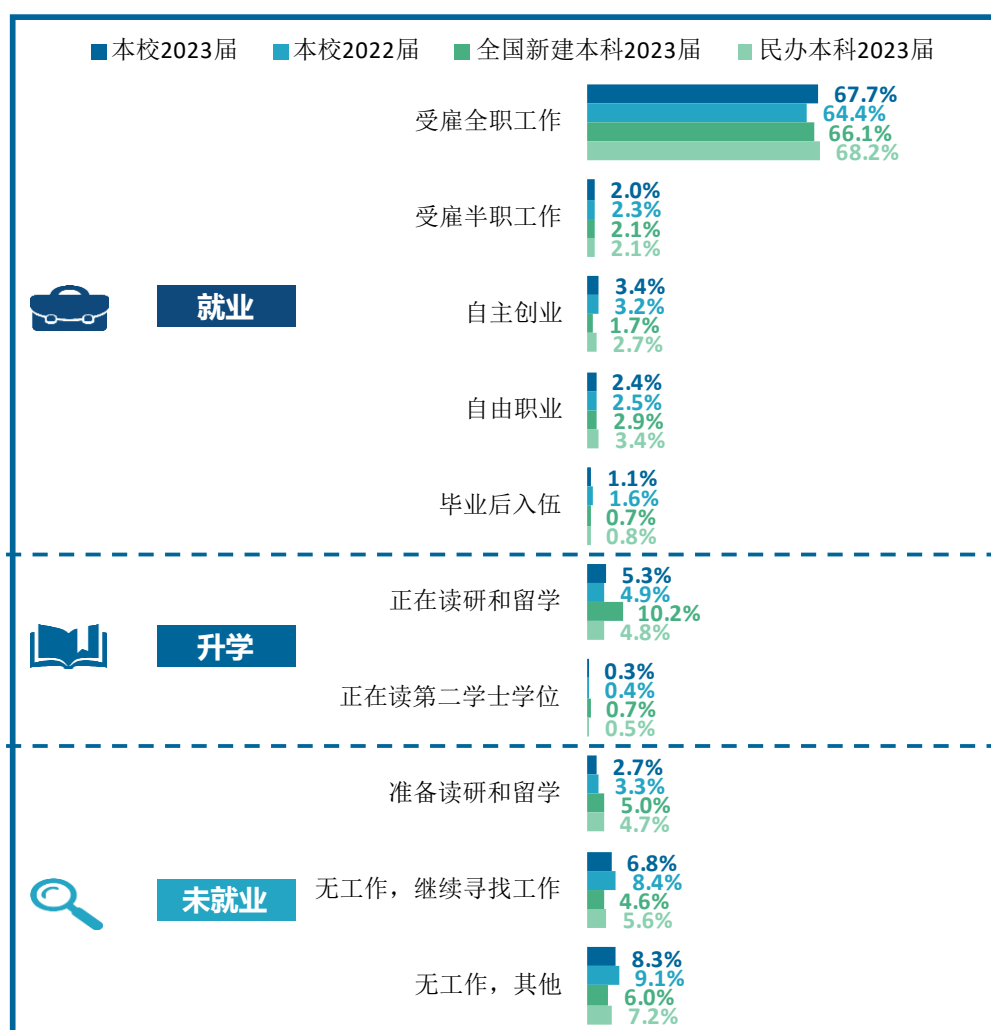 本校2023届 本校2022届 全国新建本科2023届 民办本科2023届
受雇全职工作
67.7%
64.4%
66.1%
68.2%
受雇半职工作
2.0%
2.3%
2.1%
2.1%
就业
自主创业
3.4%
3.2%
1.7%
2.7%
自由职业
2.4%
2.5%
2.9%
3.4%
毕业后入伍
1.1%
1.6%
0.7%
0.8%
升学
正在读研和留学
5.3%
4.9%
10.2%
4.8%
正在读第二学士学位
0.3%
0.4%
0.7%
0.5%
准备读研和留学
2.7%
3.3%
5.0%
4.7%
未就业
无工作，继续寻找工作
6.8%
8.4%
4.6%
5.6%
无工作，其他
8.3%
9.1%
6.0%
7.2%